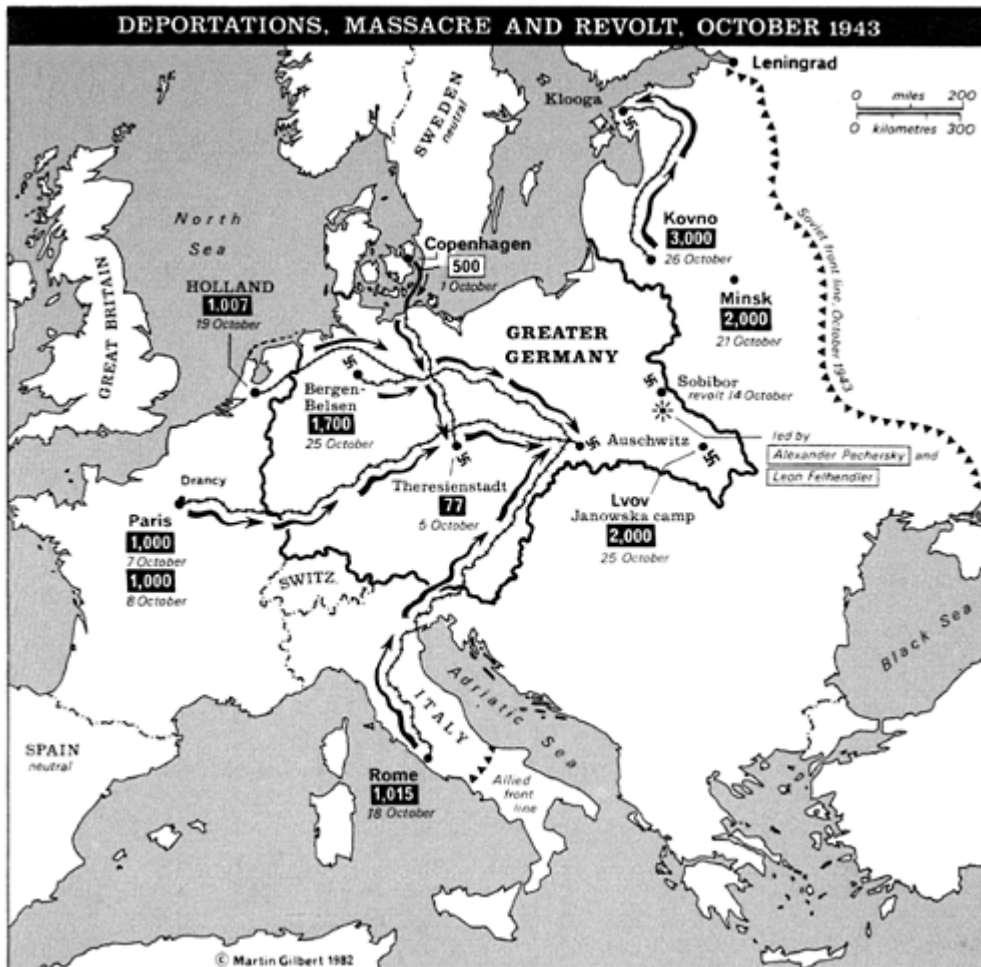 DEPORTATIONS, MASSACRE AND REVOLT, OCTOBER 1943
Leningrad
Klooga
0 miles 200
0 kilometres 300
SWEDEN
neutral
North
Sea
Kovno
3,000
26 October
Soviet front line, October 1943
Copenhagen
500
1 October
HOLLAND
1.007
19 October
Minsk
2,000
21 October
GREAT BRITAIN
GREATER
GERMANY
Bergen-
Belsen
1,700
25 October
Sobibor
revolt 14 October
led by
Alexander Pechersky and
Leon Felhendler
Auschwitz
Drancy
Theresienstadt
77
5 October
Lvov
Janowska camp
2,000
25 October
Paris
1,000
7 October
1,000
8 October
SWITZ.
Black Sea
Adriatic Sea
ITALY
SPAIN
neutral
Rome
1,015
18 October
Allied
front
line
© Martin Gilbert 1982